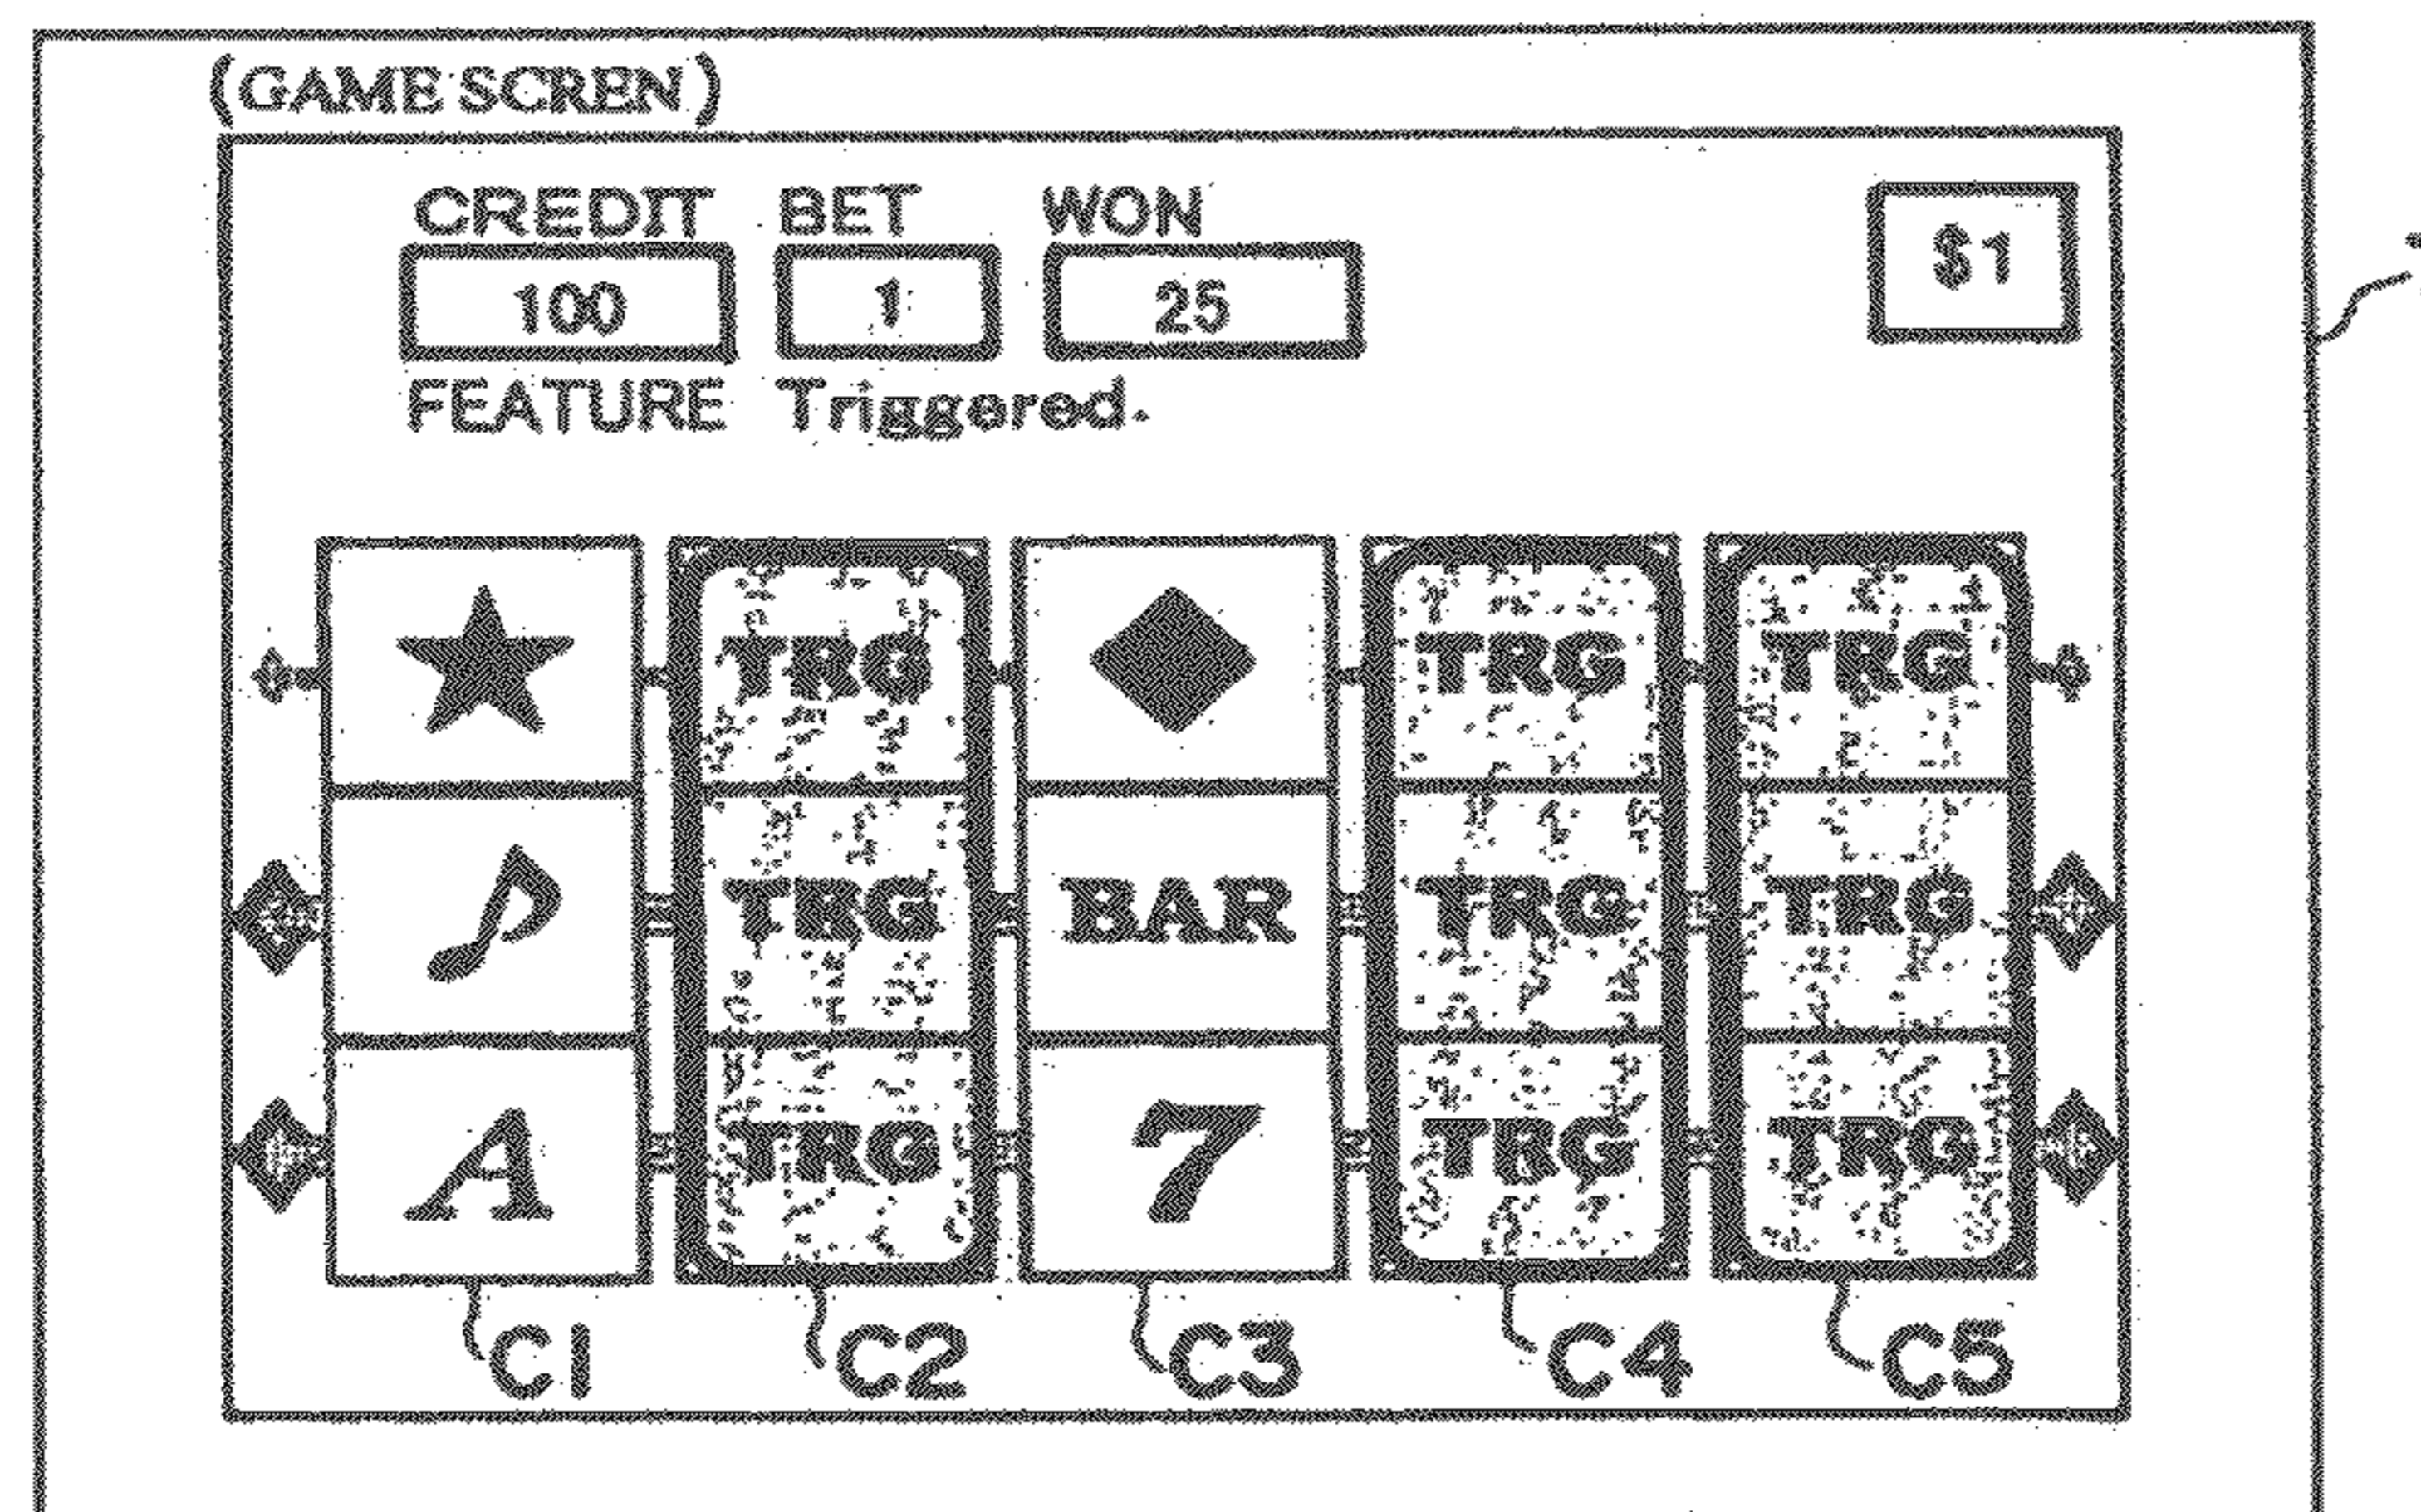 (GAME SCREN)
CREDIT BET WON
100 1 25 $1
FEATURE Triggered.
TRG TRG TRG
TRG BAR TRG TRG
A TRG 7 TRG TRG
C1 C2 C3 C4 C5